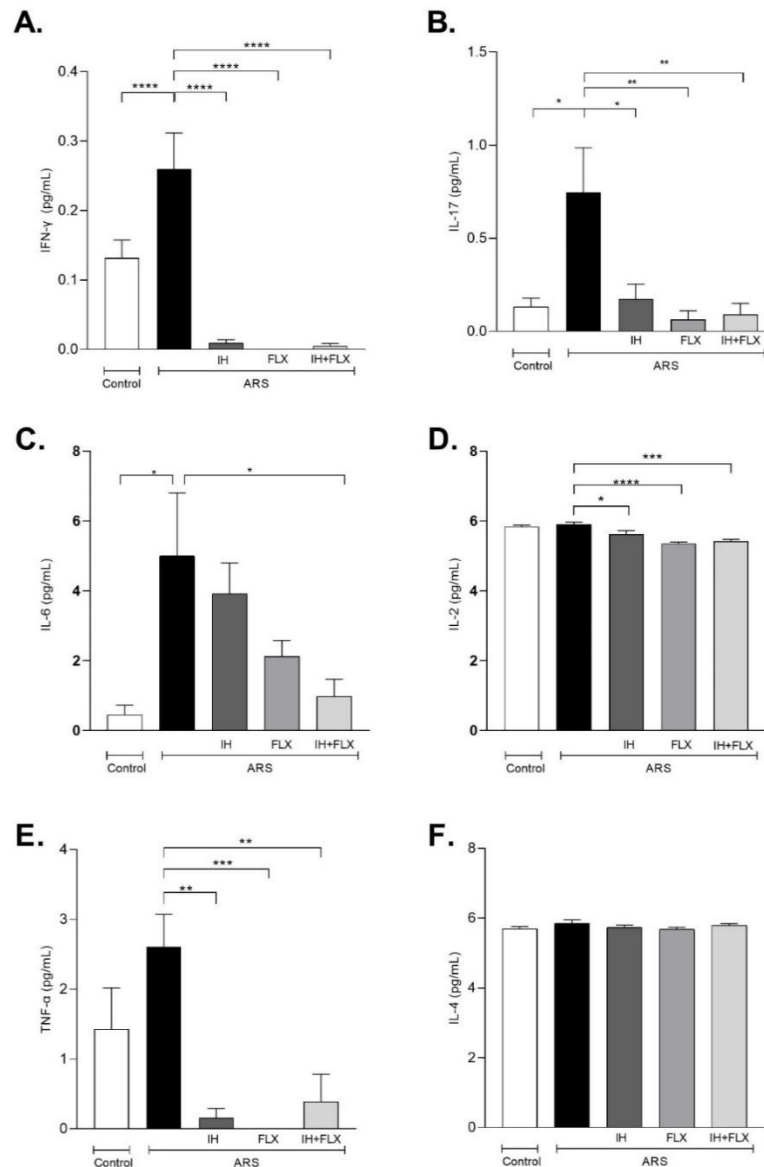 A.
****
****
**** ****
0.4
0.3
0.2
0.1
0.0
IFN-γ (pg/mL)
IH FLX IH+FLX
Control ARS
B.
**
**
* *
1.5
1.0
0.5
0.0
IL-17 (pg/mL)
IH FLX IH+FLX
Control ARS
C.
* *
8
6
4
2
0
IL-6 (pg/mL)
IH FLX IH+FLX
Control ARS
D.
***
****
*
8
6
4
2
0
IL-2 (pg/mL)
IH FLX IH+FLX
Control ARS
E.
**
***
**
4
3
2
1
0
TNF-α (pg/mL)
IH FLX IH+FLX
Control ARS
F.
8
6
4
2
0
IL-4 (pg/mL)
IH FLX IH+FLX
Control ARS